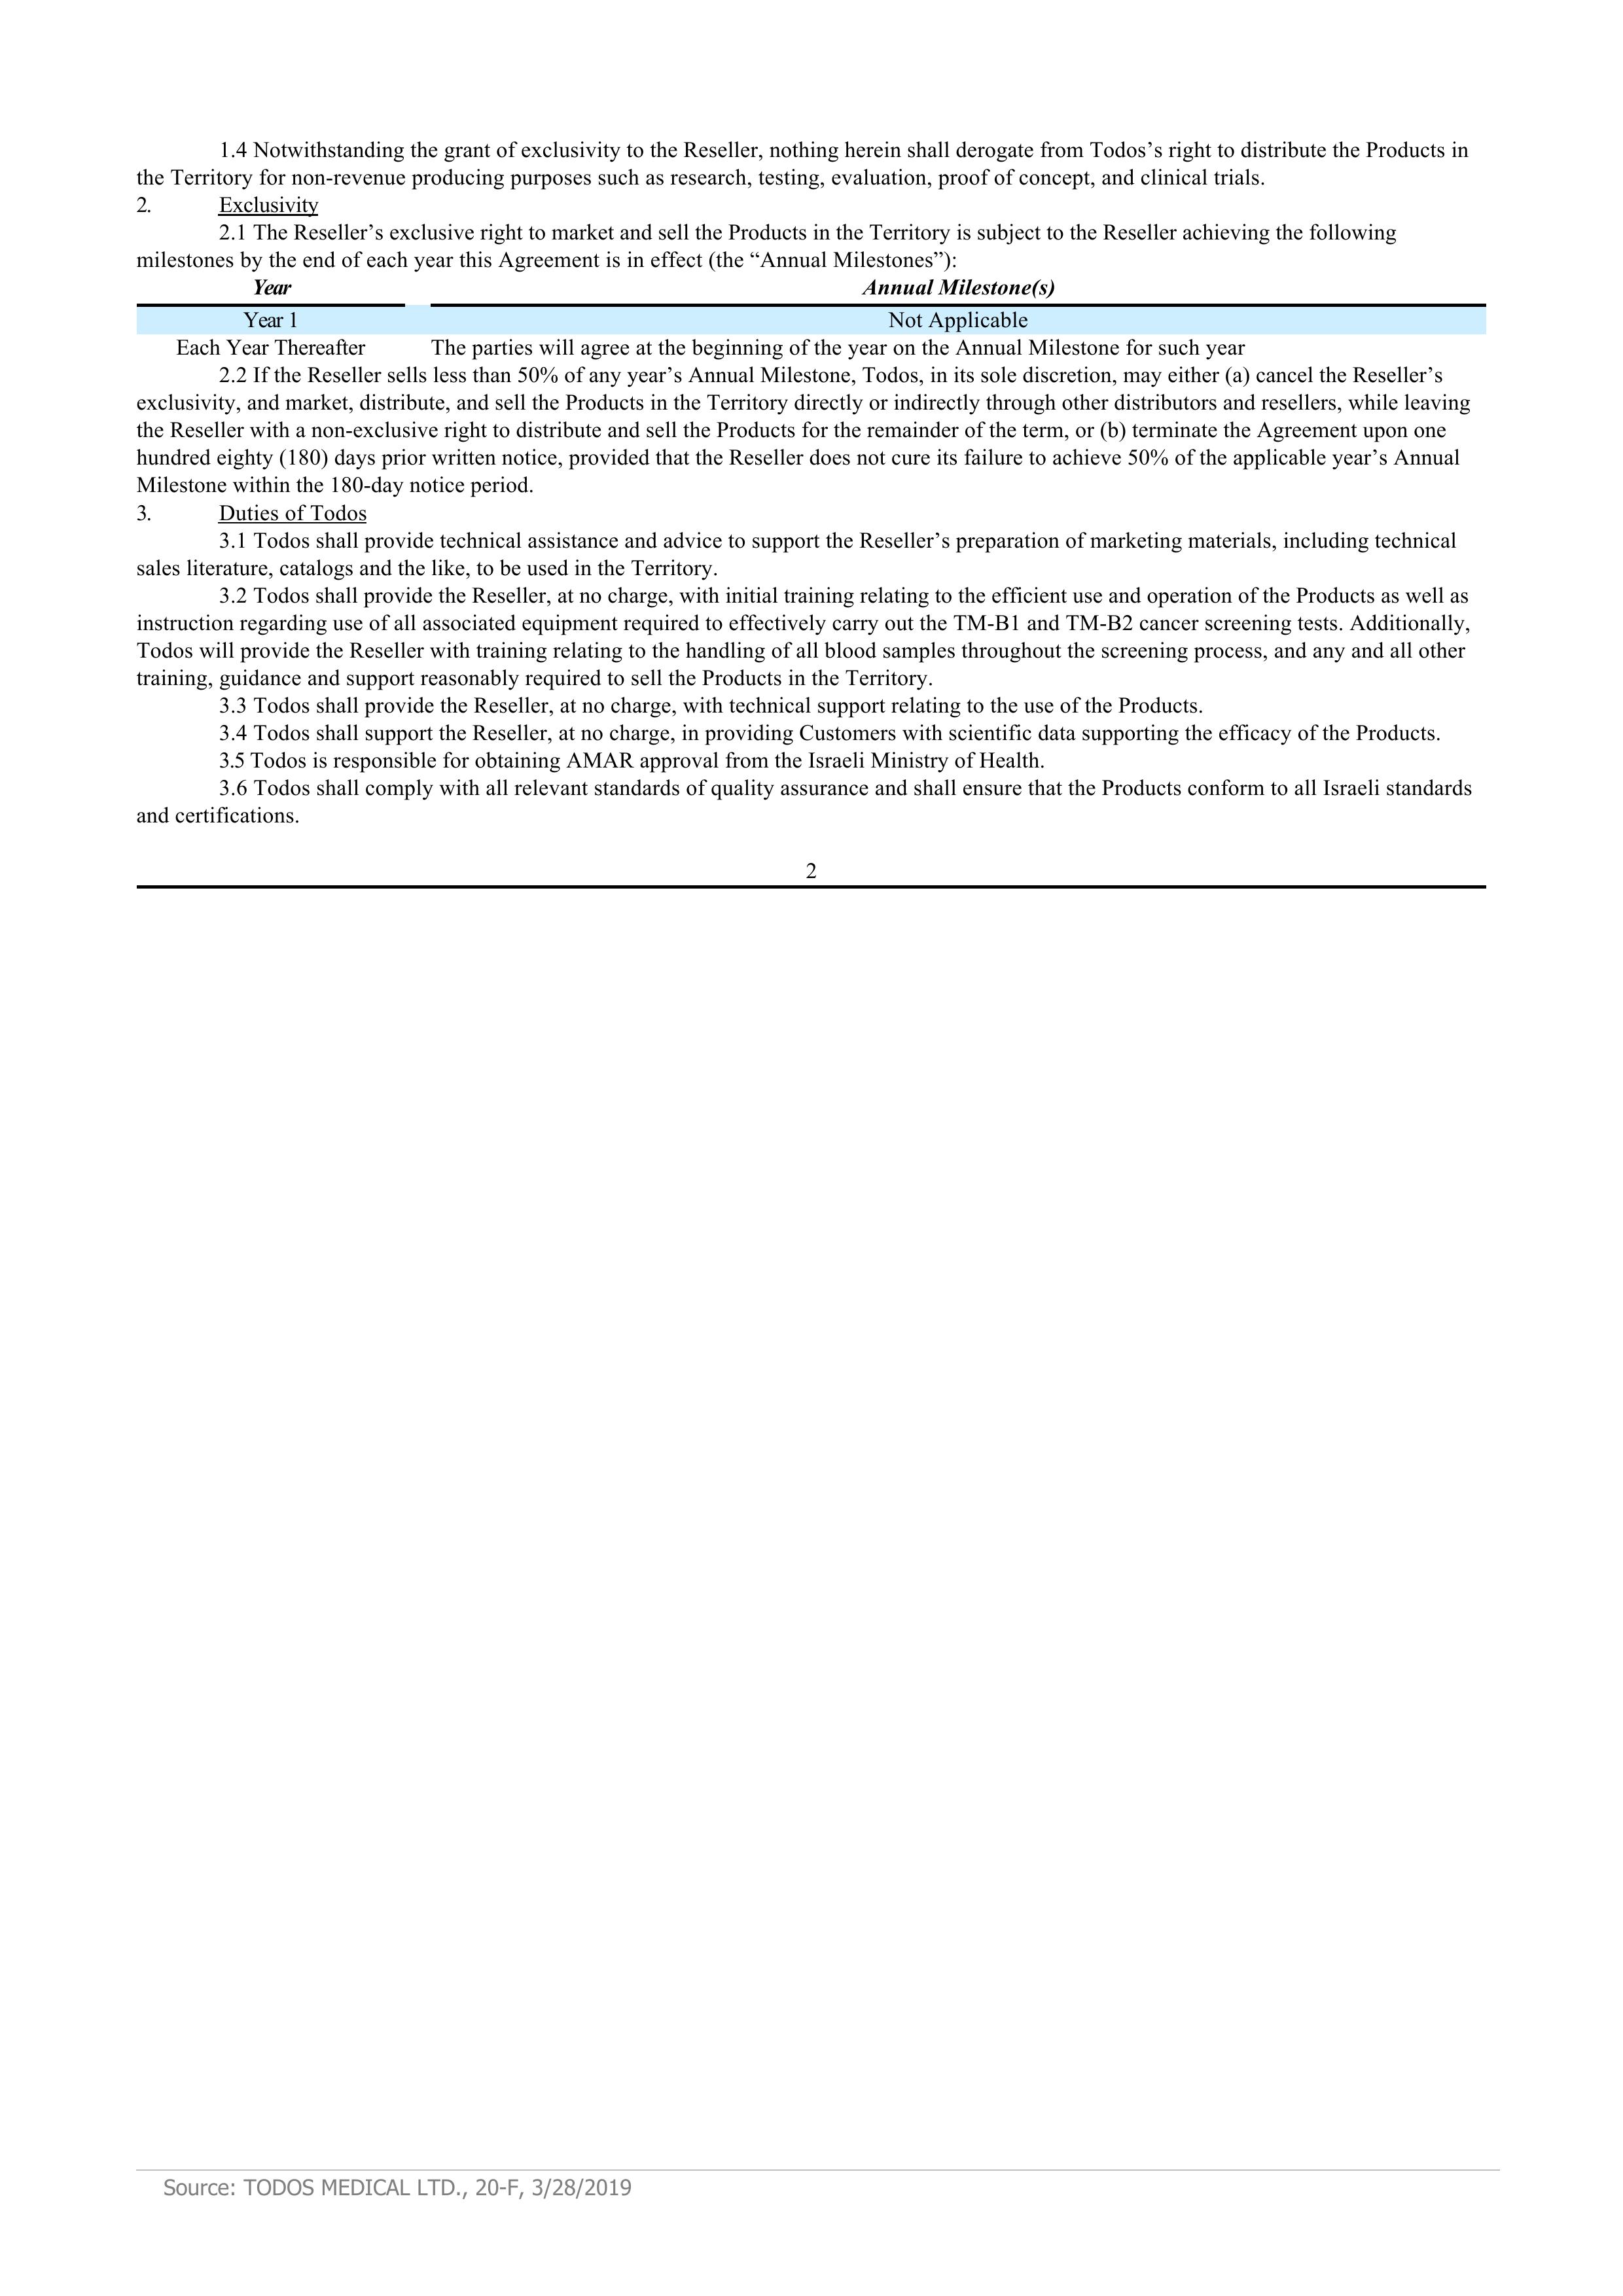 1.4 Notwithstanding the grant of exclusivity to the Reseller, nothing herein shall derogate from Todos’s right to distribute the Products in
the Territory for non-revenue producing purposes such as research, testing, evaluation, proof of concept, and clinical trials.
2. Exclusivity
2.1 The Reseller’s exclusive right to market and sell the Products in the Territory is subject to the Reseller achieving the following
milestones by the end of each year this Agreement is in effect (the “Annual Milestones”):
Year Annual Milestone(s)
Year 1 Not Applicable
Each Year Thereafter The parties will agree at the beginning of the year on the Annual Milestone for such year
2.2 If the Reseller sells less than 50% of any year’s Annual Milestone, Todos, in its sole discretion, may either (a) cancel the Reseller’s
exclusivity, and market, distribute, and sell the Products in the Territory directly or indirectly through other distributors and resellers, while leaving
the Reseller with a non-exclusive right to distribute and sell the Products for the remainder of the term, or (b) terminate the Agreement upon one
hundred eighty (180) days prior written notice, provided that the Reseller does not cure its failure to achieve 50% of the applicable year’s Annual
Milestone within the 180-day notice period.
3. Duties of Todos
3.1 Todos shall provide technical assistance and advice to support the Reseller’s preparation of marketing materials, including technical
sales literature, catalogs and the like, to be used in the Territory.
3.2 Todos shall provide the Reseller, at no charge, with initial training relating to the efficient use and operation of the Products as well as
instruction regarding use of all associated equipment required to effectively carry out the TM-B1 and TM-B2 cancer screening tests. Additionally,
Todos will provide the Reseller with training relating to the handling of all blood samples throughout the screening process, and any and all other
training, guidance and support reasonably required to sell the Products in the Territory.
3.3 Todos shall provide the Reseller, at no charge, with technical support relating to the use of the Products.
3.4 Todos shall support the Reseller, at no charge, in providing Customers with scientific data supporting the efficacy of the Products.
3.5 Todos is responsible for obtaining AMAR approval from the Israeli Ministry of Health.
3.6 Todos shall comply with all relevant standards of quality assurance and shall ensure that the Products conform to all Israeli standards
and certifications.
2
Source: TODOS MEDICAL LTD., 20-F, 3/28/2019